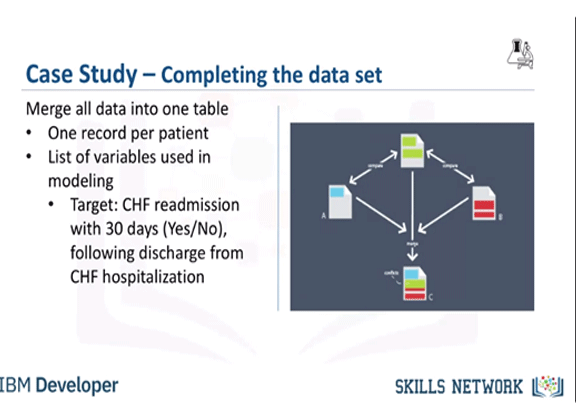 Case Study – Completing the data set
Merge all data into one table
• One record per patient
• List of variables used in
modeling
• Target: CHF readmission
with 30 days (Yes/No),
following discharge from
CHF hospitalization
compare
compare
A
B
merge
conflicts
C
IBM Developer
SKILLS NETWORK